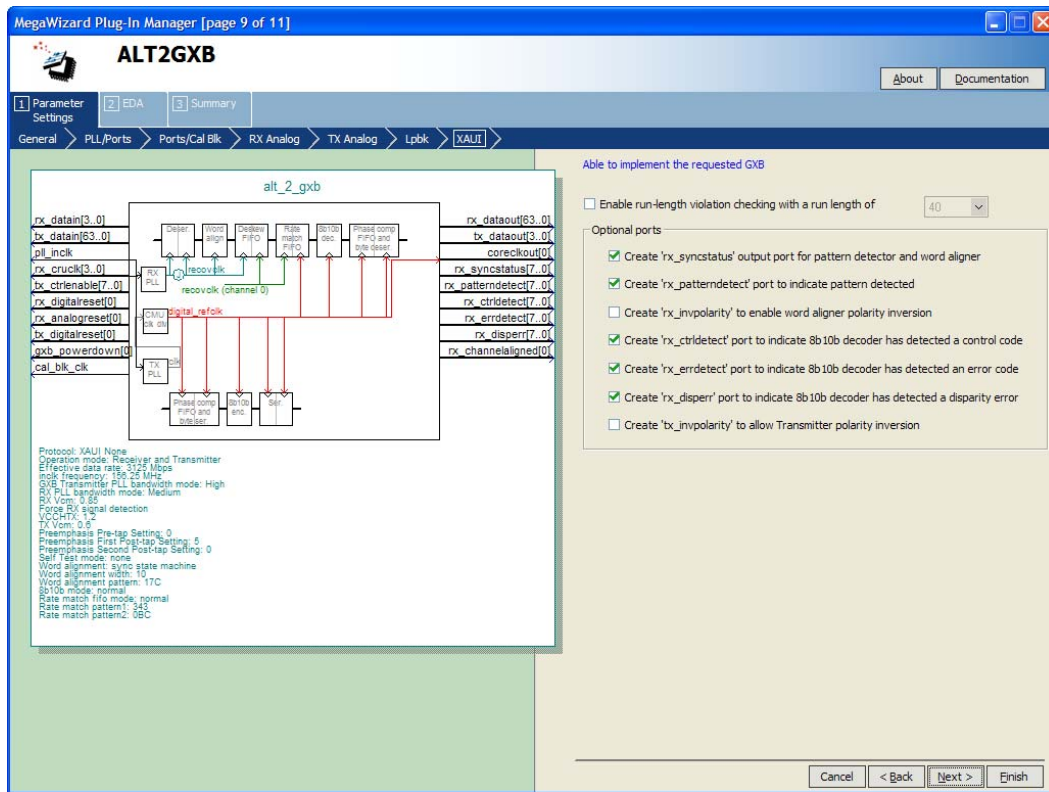 MegaWizard Plug-In Manager [page 9 of 11]
ALT2GXB
About
Documentation
1 Parameter Settings
2 EDA
3 Summary
General
PLL/Ports
Ports/Cal Blk
RX Analog
TX Analog
Lpbk
XAUI
alt_2_gxb
rx_datain[3..0]
tx_datain[63..0]
pll_inclk
rx_cruclk[3..0]
tx_ctrlenable[7..0]
rx_digitalreset[0]
rx_analogreset[0]
tx_digitalreset[0]
gxb_powerdown[0]
cal_blk_clk
Deser.
Word align
Deskew FIFO
Rate match FIFO
8b10b dec.
Phase comp FIFO and byte deser.
RX PLL
2
recovclk
recovclk (channel 0)
CMU clk div
digital_refclk
TX PLL
clk
Phase comp FIFO and byteser.
8b10b enc.
Ser.
rx_dataout[63..0]
tx_dataout[3..0]
coreclkout[0]
rx_syncstatus[7..0]
rx_patterndetect[7..0]
rx_ctrldetect[7..0]
rx_errdetect[7..0]
rx_disperr[7..0]
rx_channelaligned[0]
Protocol: XAUI None
Operation mode: Receiver and Transmitter
Effective data rate: 3125 Mbps
inclk frequency: 156.25 MHz
GXB Transmitter PLL bandwidth mode: High
RX PLL bandwidth mode: Medium
RX Vcm: 0.85
Force RX signal detection
VCCHTX: 1.2
TX Vcm: 0.6
Preemphasis Pre-tap Setting: 0
Preemphasis First Post-tap Setting: 5
Preemphasis Second Post-tap Setting: 0
Self Test mode: none
Word alignment: sync state machine
Word alignment width: 10
Word alignment pattern: 17C
8b10b mode: normal
Rate match fifo mode: normal
Rate match pattern1: 343
Rate match pattern2: 0BC
Able to implement the requested GXB
Enable run-length violation checking with a run length of
40
Optional ports
Create 'rx_syncstatus' output port for pattern detector and word aligner
Create 'rx_patterndetect' port to indicate pattern detected
Create 'rx_invpolarity' to enable word aligner polarity inversion
Create 'rx_ctrldetect' port to indicate 8b10b decoder has detected a control code
Create 'rx_errdetect' port to indicate 8b10b decoder has detected an error code
Create 'rx_disperr' port to indicate 8b10b decoder has detected a disparity error
Create 'tx_invpolarity' to allow Transmitter polarity inversion
Cancel
< Back
Next >
Finish